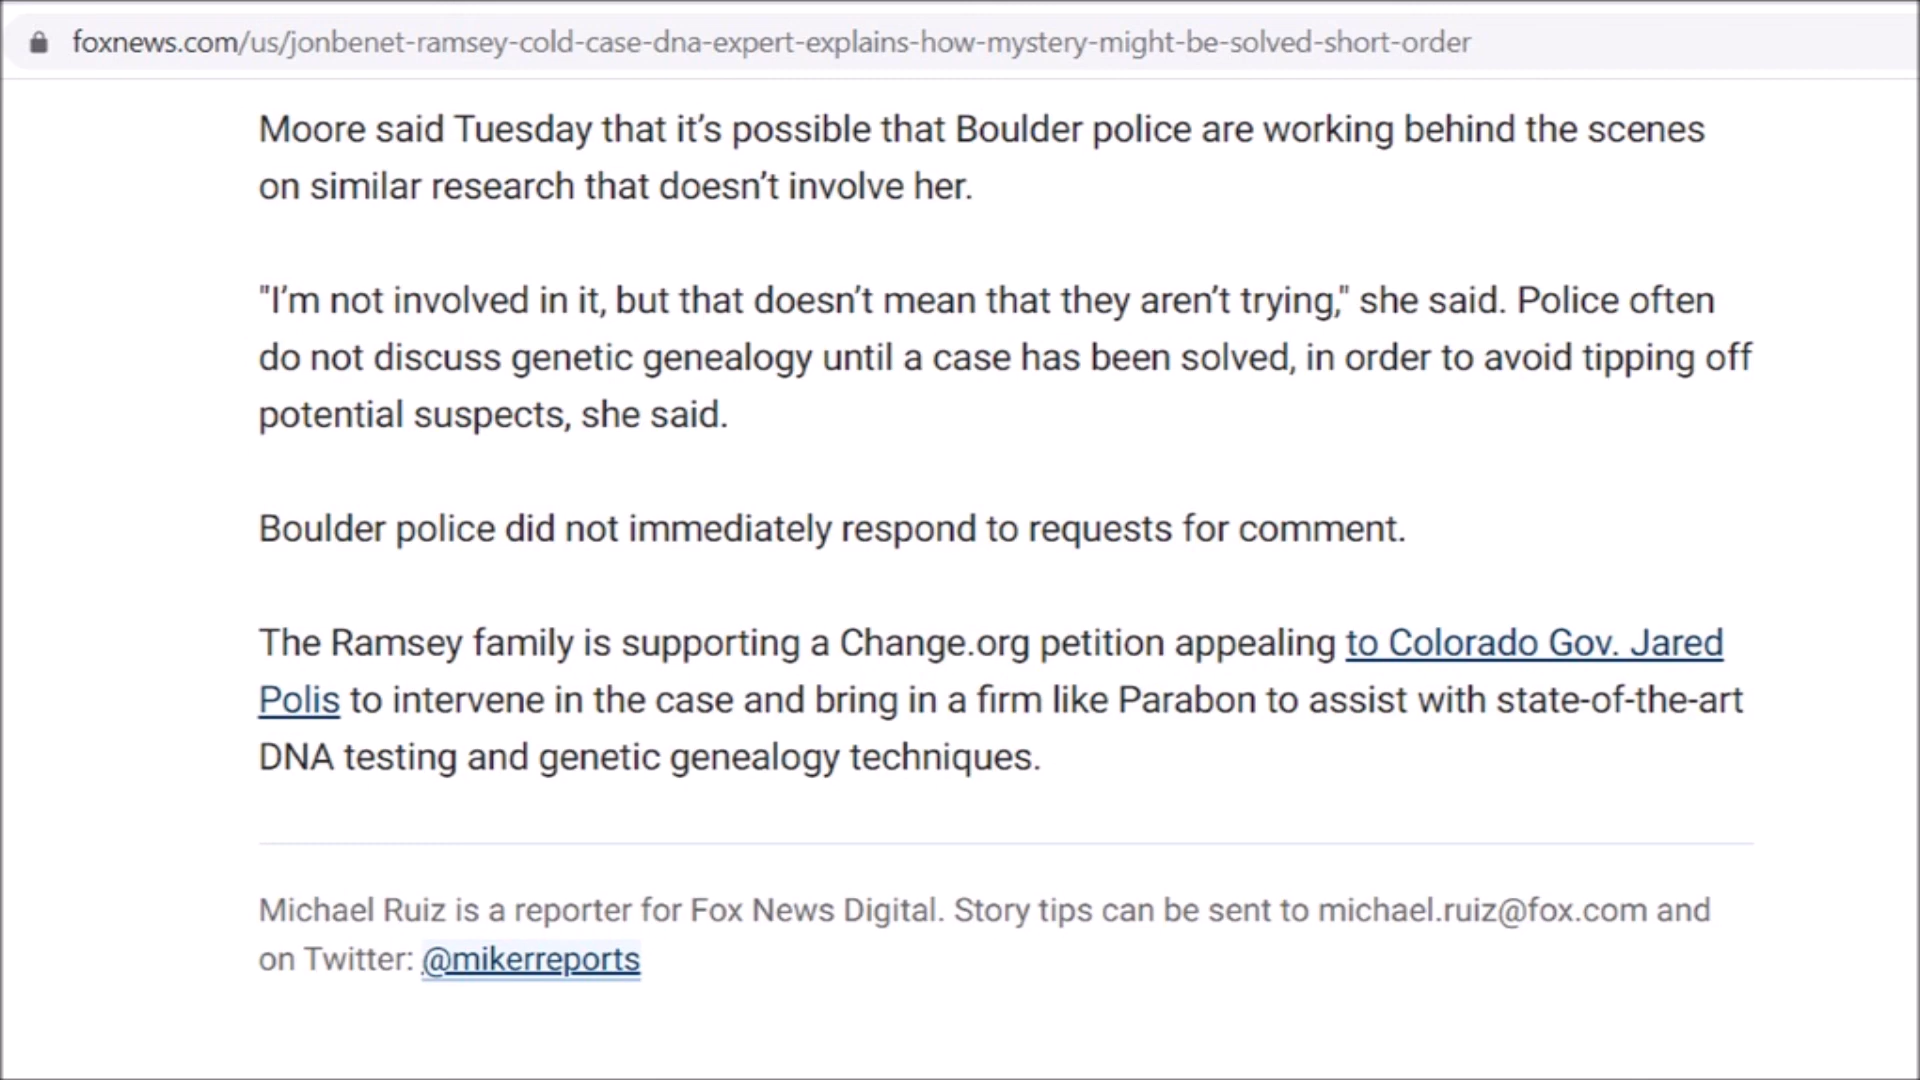 foxnews.com/us/jonbenet-ramsey-cold-case-dna-expert-explains-how-mystery-might-be-solved-short-order
Moore said Tuesday that it’s possible that Boulder police are working behind the scenes
on similar research that doesn’t involve her.
"I’m not involved in it, but that doesn’t mean that they aren’t trying," she said. Police often
do not discuss genetic genealogy until a case has been solved, in order to avoid tipping off
potential suspects, she said.
Boulder police did not immediately respond to requests for comment.
The Ramsey family is supporting a Change.org petition appealing to Colorado Gov. Jared
Polis to intervene in the case and bring in a firm like Parabon to assist with state-of-the-art
DNA testing and genetic genealogy techniques.
Michael Ruiz is a reporter for Fox News Digital. Story tips can be sent to michael.ruiz@fox.com and
on Twitter: @mikerreports